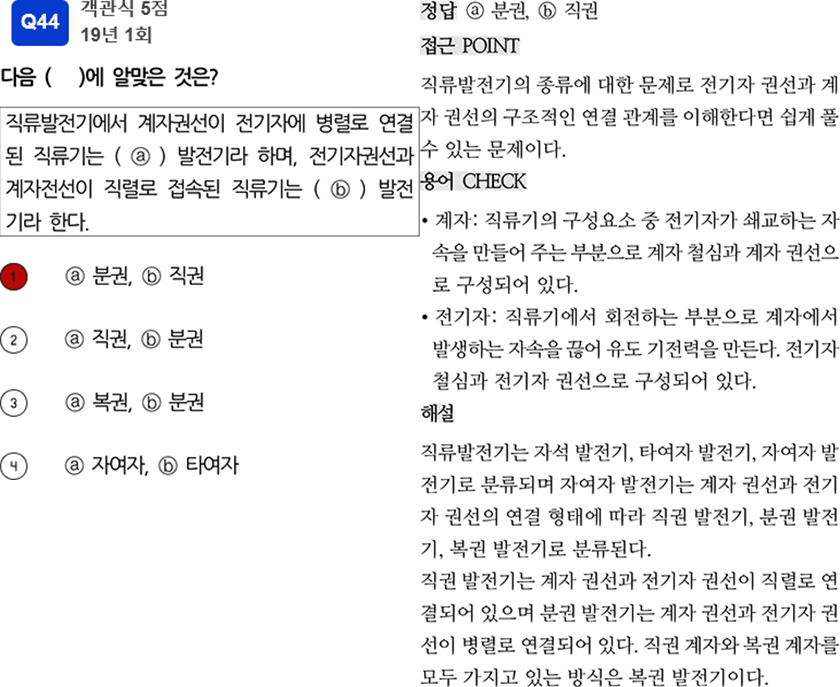 Q44
객관식 5점
19년 1회
다음 (    )에 알맞은 것은?
직류발전기에서 계자권선이 전기자에 병렬로 연결
된 직류기는 ( ⓐ ) 발전기라 하며, 전기자권선과
계자전선이 직렬로 접속된 직류기는 ( ⓑ ) 발전
기라 한다.
1 ⓐ 분권, ⓑ 직권
2 ⓐ 직권, ⓑ 분권
3 ⓐ 복권, ⓑ 분권
4 ⓐ 자여자, ⓑ 타여자
정답 ⓐ 분권, ⓑ 직권
접근 POINT
직류발전기의 종류에 대한 문제로 전기자 권선과 계
자 권선의 구조적인 연결 관계를 이해한다면 쉽게 풀
수 있는 문제이다.
용어 CHECK
• 계자: 직류기의 구성요소 중 전기자가 쇄교하는 자
속을 만들어 주는 부분으로 계자 철심과 계자 권선으
로 구성되어 있다.
• 전기자: 직류기에서 회전하는 부분으로 계자에서
발생하는 자속을 끊어 유도 기전력을 만든다. 전기자
철심과 전기자 권선으로 구성되어 있다.
해설
직류발전기는 자석 발전기, 타여자 발전기, 자여자 발
전기로 분류되며 자여자 발전기는 계자 권선과 전기
자 권선의 연결 형태에 따라 직권 발전기, 분권 발전
기, 복권 발전기로 분류된다.
직권 발전기는 계자 권선과 전기자 권선이 직렬로 연
결되어 있으며 분권 발전기는 계자 권선과 전기자 권
선이 병렬로 연결되어 있다. 직권 계자와 복권 계자를
모두 가지고 있는 방식은 복권 발전기이다.